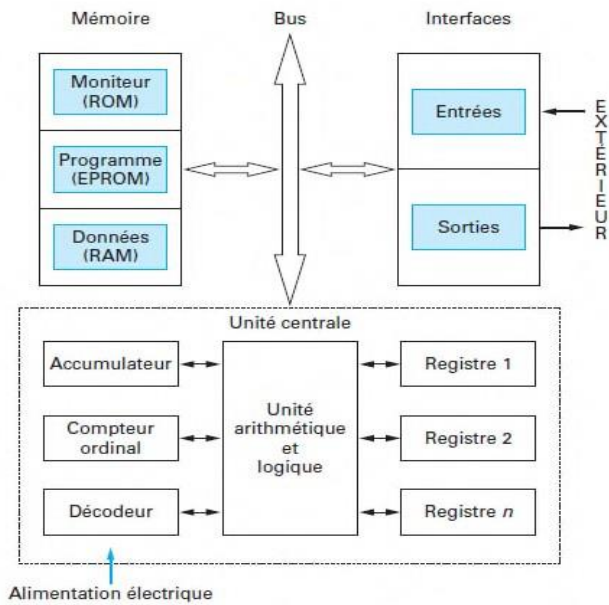 Mémoire
Bus
Interfaces
Moniteur
(ROM)
Programme
(EPROM)
Données
(RAM)
Entrées
Sorties
EXTÉRIEUR
Unité centrale
Accumulateur
Compteur
ordinal
Décodeur
Unité
arithmétique
et
logique
Registre 1
Registre 2
Registre n
Alimentation électrique